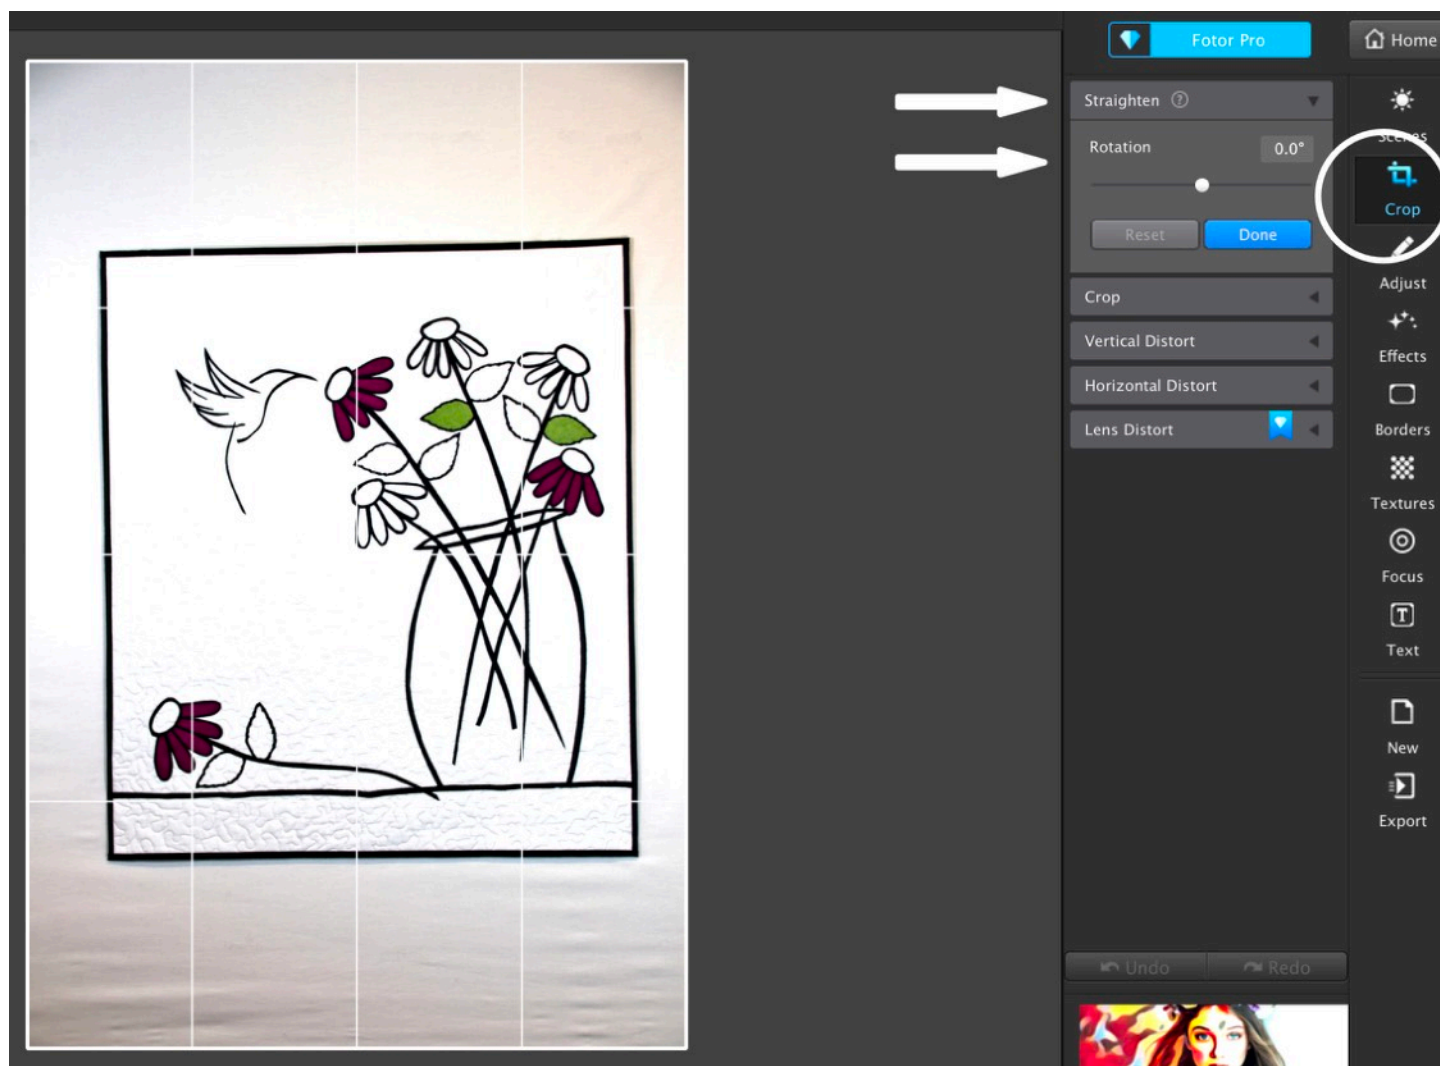 Fotor Pro
Home
Straighten ?
Rotation
0.0°
Reset
Done
Crop
Vertical Distort
Horizontal Distort
Lens Distort
Scenes
Crop
Adjust
Effects
Borders
Textures
Focus
T
Text
New
Export
Undo
Redo